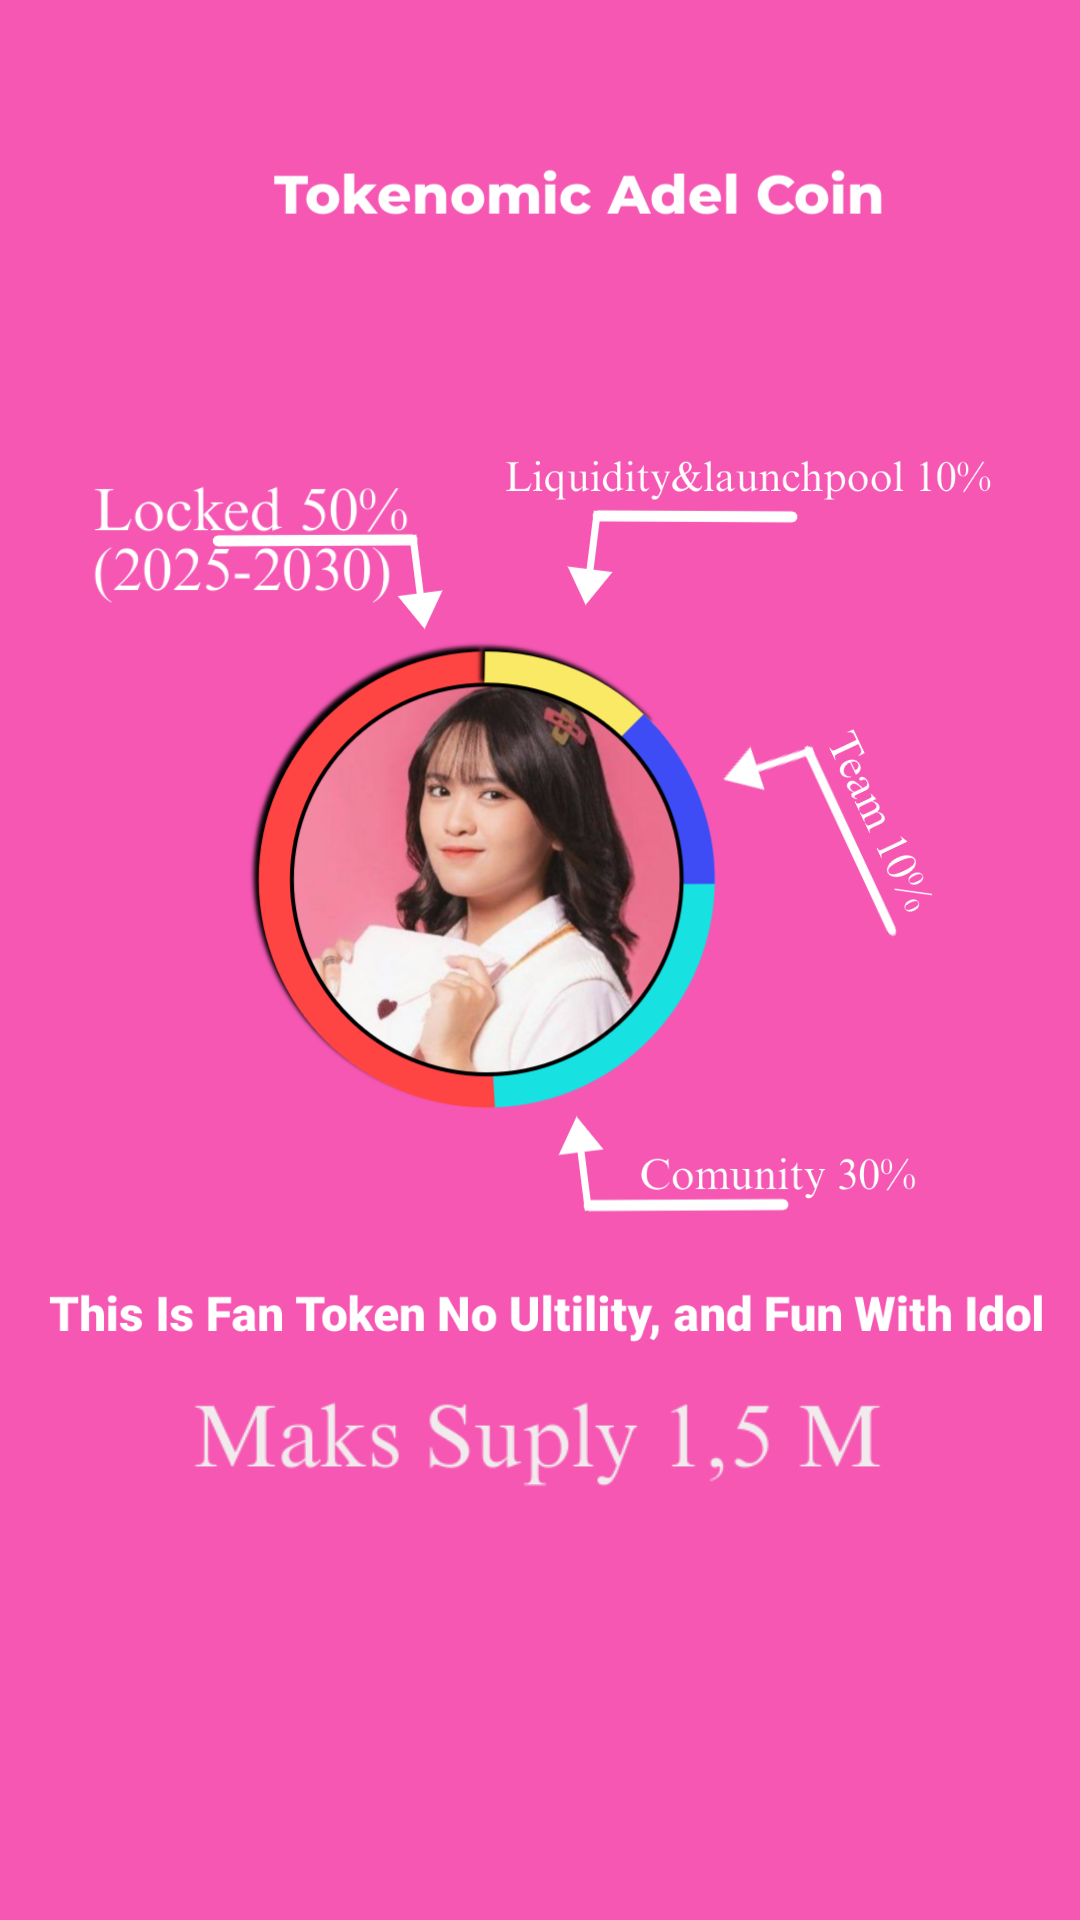 Tokenomic Adel Coin
Liquidity&launchpool 10%
Locked 50%
(2025-2030)
Team 10%
Comunity 30%
This Is Fan Token No Ultility, and Fun With Idol
Maks Suply 1,5 M